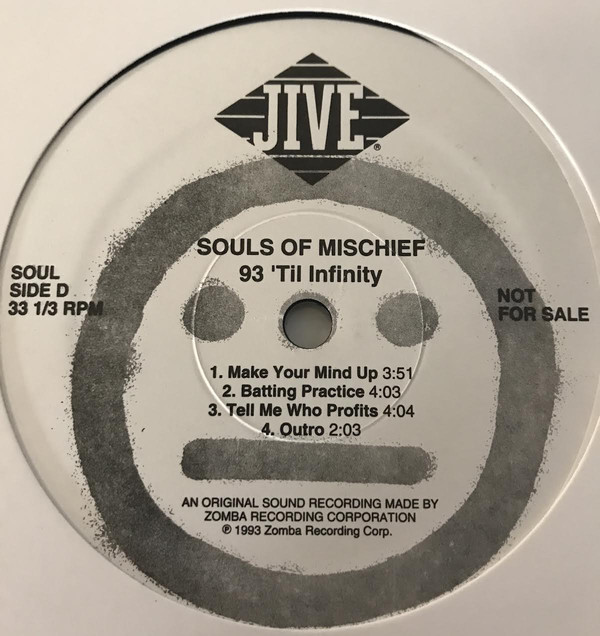 JIVE®
SOULS OF MISCHIEF
93 'Til Infinity
SOUL
SIDE D
33 1/3 RPM
NOT
FOR SALE
1. Make Your Mind Up 3:51
2. Batting Practice 4:03
3. Tell Me Who Profits 4:04
4. Outro 2:03
AN ORIGINAL SOUND RECORDING MADE BY
ZOMBA RECORDING CORPORATION
℗ 1993 Zomba Recording Corp.